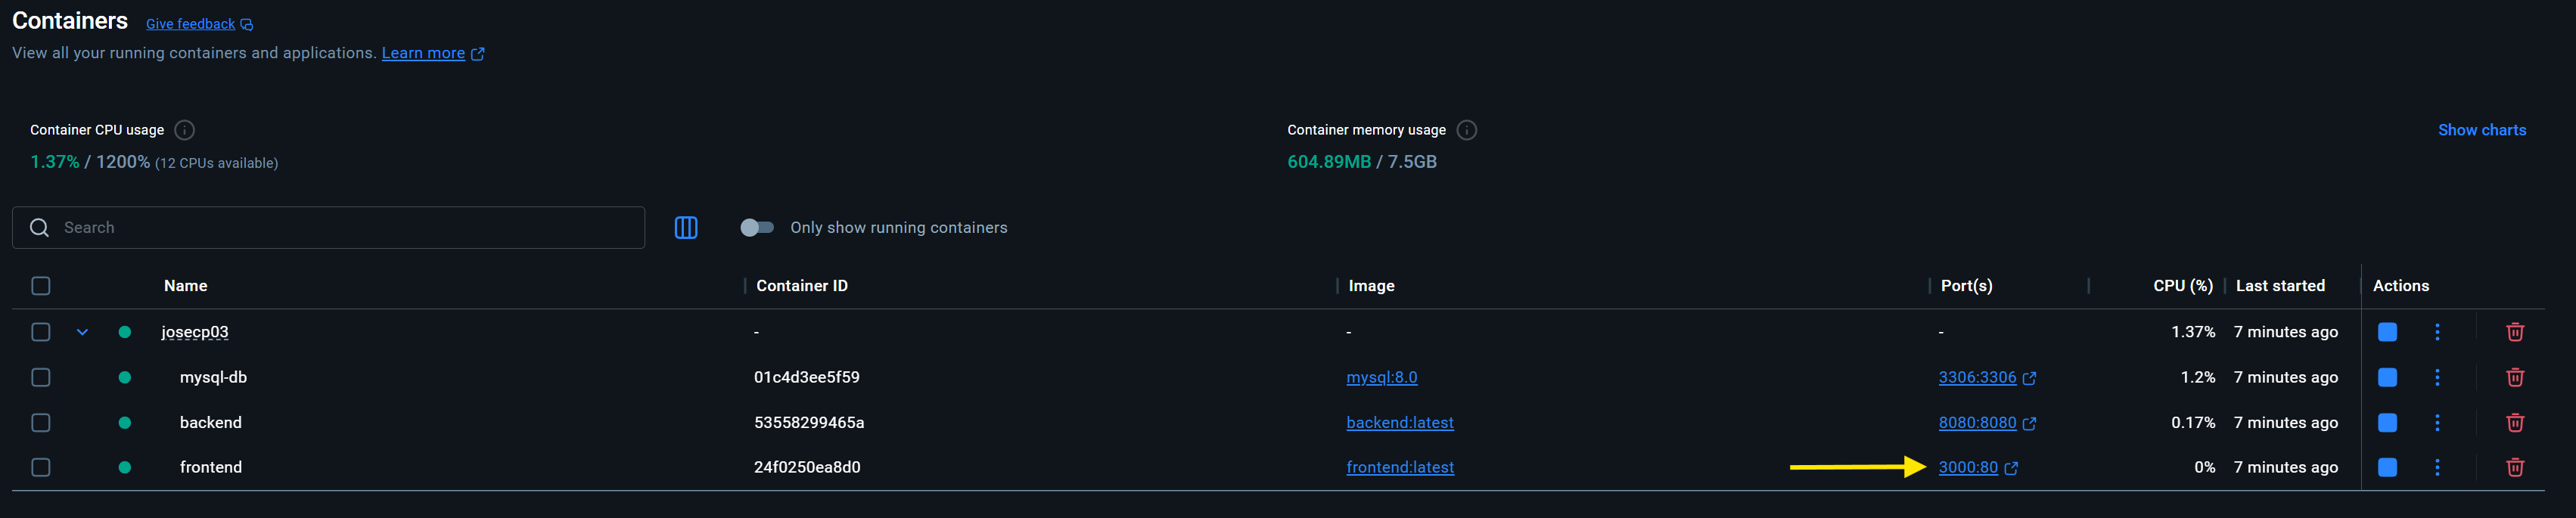 Containers Give feedback
View all your running containers and applications. Learn more
Container CPU usage
1.37% / 1200% (12 CPUs available)
Container memory usage
604.89MB / 7.5GB
Show charts
Search
Only show running containers
Name Container ID Image Port(s) CPU (%) Last started Actions
josecp03 - - - 1.37% 7 minutes ago
mysql-db 01c4d3ee5f59 mysql:8.0 3306:3306 1.2% 7 minutes ago
backend 53558299465a backend:latest 8080:8080 0.17% 7 minutes ago
frontend 24f0250ea8d0 frontend:latest 3000:80 0% 7 minutes ago